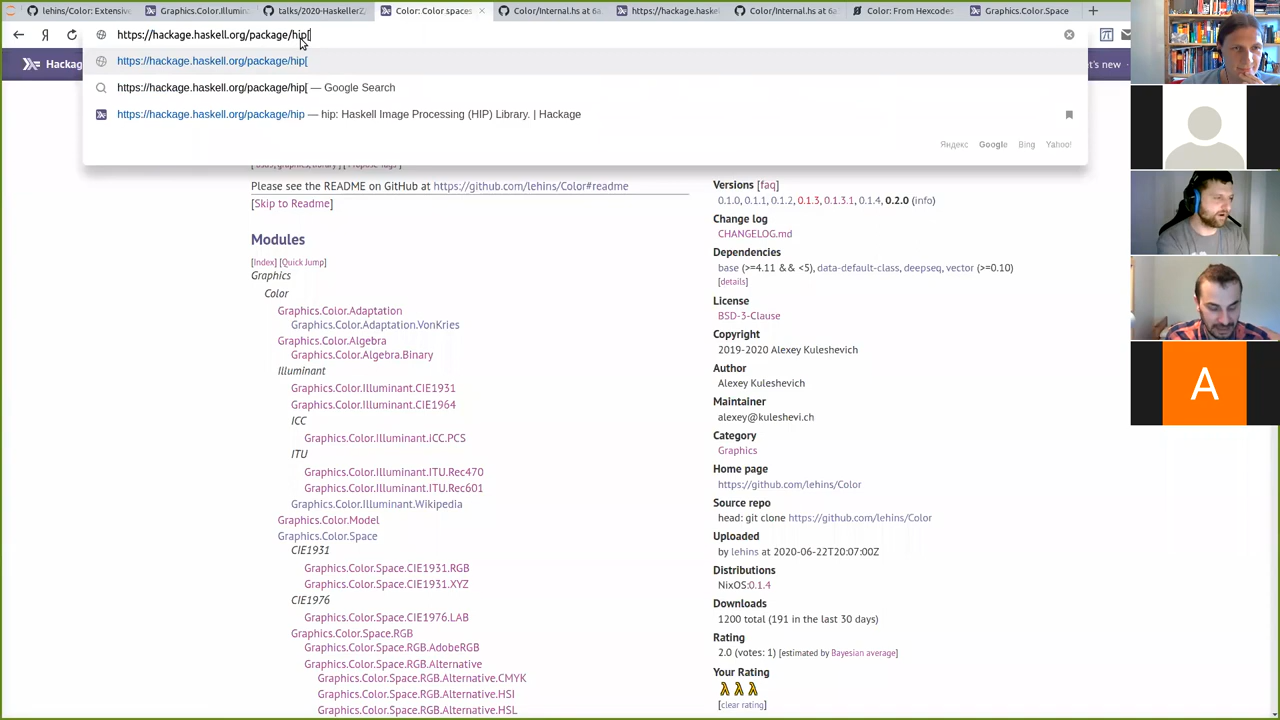 lehins/Color: Extensiv
Graphics.Color.Illumin
talks/2020-HaskellerZ
Color: Color spaces
Color/Internal.hs at 6a
https://hackage.haskel
Color/Internal.hs at 6a
Color: From Hexcodes
Graphics.Color.Space
Я
https://hackage.haskell.org/package/hip[
https://hackage.haskell.org/package/hip[
https://hackage.haskell.org/package/hip[ — Google Search
https://hackage.haskell.org/package/hip — hip: Haskell Image Processing (HIP) Library. | Hackage
Яндекс Google Bing Yahoo!
Hackag
t's new
Please see the README on GitHub at https://github.com/lehins/Color#readme
[Skip to Readme]
Modules
[Index] [Quick Jump]
Graphics
Color
Graphics.Color.Adaptation
Graphics.Color.Adaptation.VonKries
Graphics.Color.Algebra
Graphics.Color.Algebra.Binary
Illuminant
Graphics.Color.Illuminant.CIE1931
Graphics.Color.Illuminant.CIE1964
ICC
Graphics.Color.Illuminant.ICC.PCS
ITU
Graphics.Color.Illuminant.ITU.Rec470
Graphics.Color.Illuminant.ITU.Rec601
Graphics.Color.Illuminant.Wikipedia
Graphics.Color.Model
Graphics.Color.Space
CIE1931
Graphics.Color.Space.CIE1931.RGB
Graphics.Color.Space.CIE1931.XYZ
CIE1976
Graphics.Color.Space.CIE1976.LAB
Graphics.Color.Space.RGB
Graphics.Color.Space.RGB.AdobeRGB
Graphics.Color.Space.RGB.Alternative
Graphics.Color.Space.RGB.Alternative.CMYK
Graphics.Color.Space.RGB.Alternative.HSI
Graphics.Color.Space.RGB.Alternative.HSL
Versions [faq]
0.1.0, 0.1.1, 0.1.2, 0.1.3, 0.1.3.1, 0.1.4, 0.2.0 (info)
Change log
CHANGELOG.md
Dependencies
base (>=4.11 && <5), data-default-class, deepseq, vector (>=0.10)
[details]
License
BSD-3-Clause
Copyright
2019-2020 Alexey Kuleshevich
Author
Alexey Kuleshevich
Maintainer
alexey@kuleshevi.ch
Category
Graphics
Home page
https://github.com/lehins/Color
Source repo
head: git clone https://github.com/lehins/Color
Uploaded
by lehins at 2020-06-22T20:07:00Z
Distributions
NixOS:0.1.4
Downloads
1200 total (191 in the last 30 days)
Rating
2.0 (votes: 1) [estimated by Bayesian average]
Your Rating
λ λ λ
[clear rating]
A